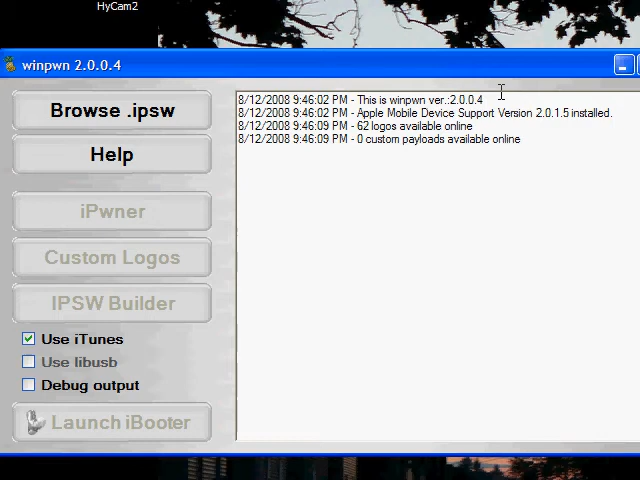 HyCam2
winpwn 2.0.0.4
Browse .ipsw
Help
iPwner
Custom Logos
IPSW Builder
Use iTunes
Use libusb
Debug output
Launch iBooter
8/12/2008 9:46:02 PM - This is winpwn ver.:2.0.0.4
8/12/2008 9:46:02 PM - Apple Mobile Device Support Version 2.0.1.5 installed.
8/12/2008 9:46:09 PM - 62 logos available online
8/12/2008 9:46:09 PM - 0 custom payloads available online